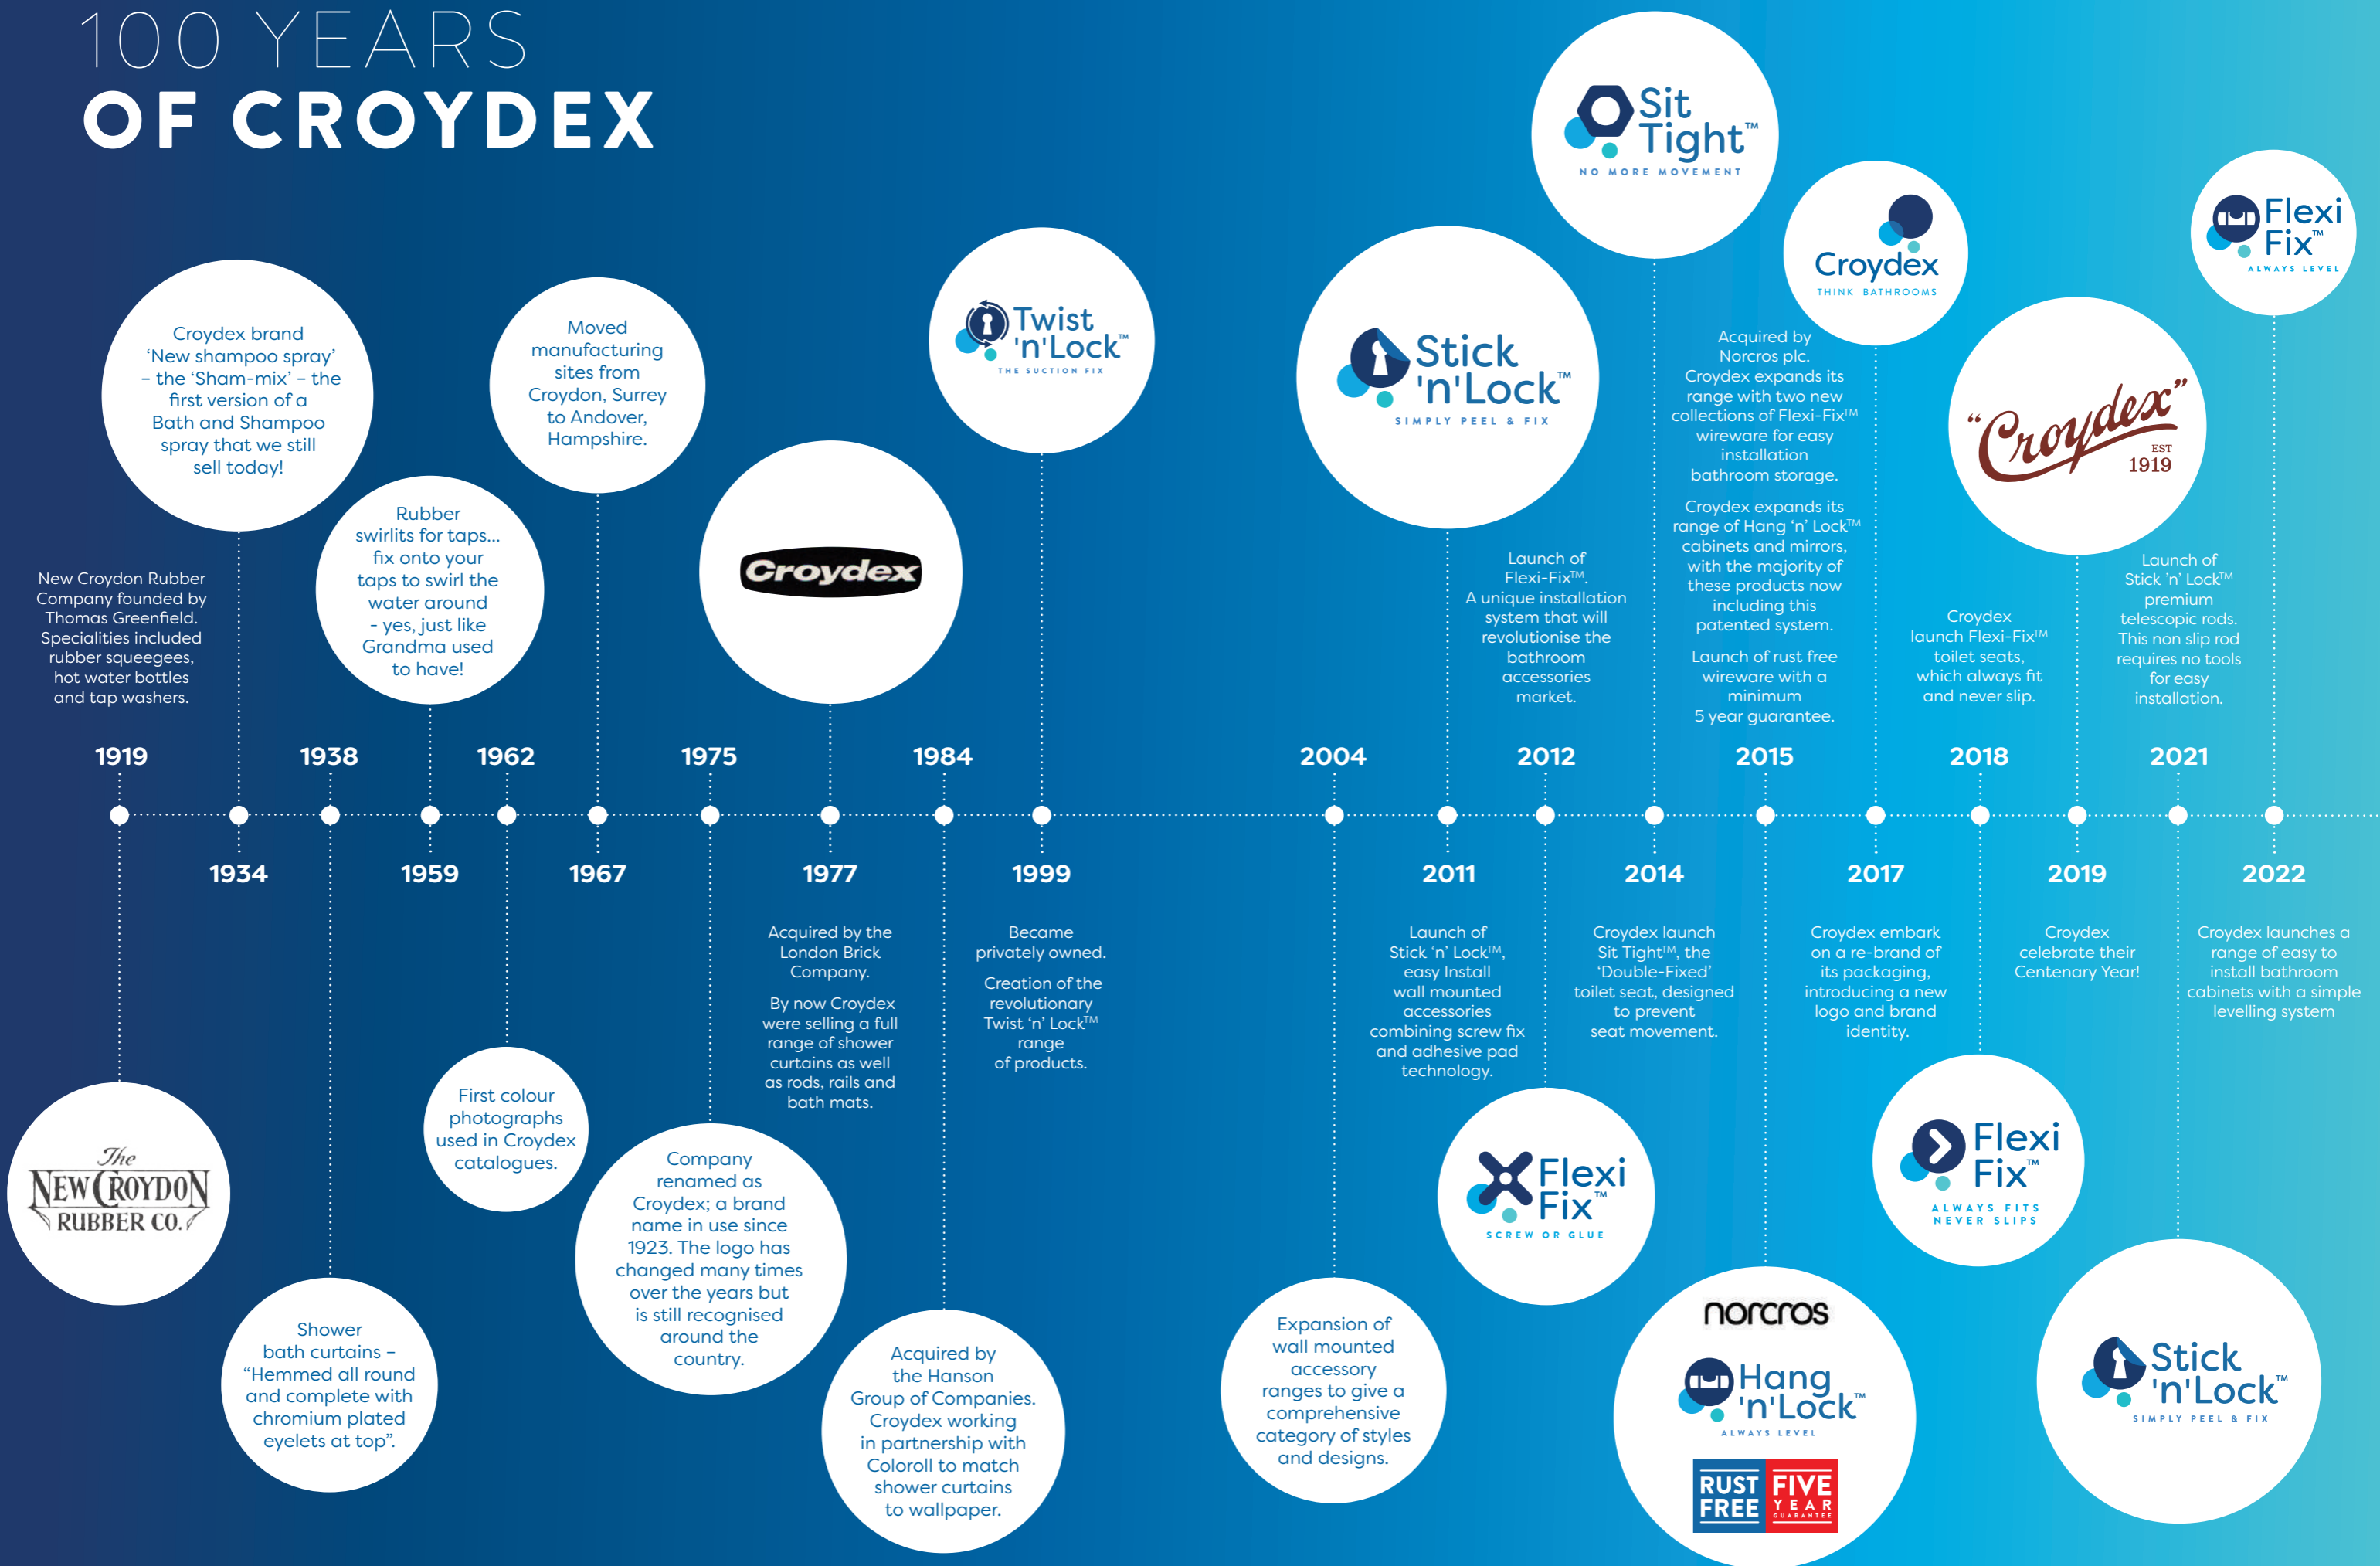 100 YEARS
OF CROYDEX
New Croydon Rubber
Company founded by
Thomas Greenfield.
Specialities included
rubber squeegees,
hot water bottles
and tap washers.
1919
The
NEW CROYDON
RUBBER CO.
Croydex brand
‘New shampoo spray’
– the ‘Sham-mix’ – the
first version of a
Bath and Shampoo
spray that we still
sell today!
1934
1938
Shower
bath curtains –
“Hemmed all round
and complete with
chromium plated
eyelets at top”.
Rubber
swirlits for taps...
fix onto your
taps to swirl the
water around
- yes, just like
Grandma used
to have!
1959
1962
First colour
photographs
used in Croydex
catalogues.
Moved
manufacturing
sites from
Croydon, Surrey
to Andover,
Hampshire.
1967
1975
Company
renamed as
Croydex; a brand
name in use since
1923. The logo has
changed many times
over the years but
is still recognised
around the
country.
Croydex
1977
Acquired by the
London Brick
Company.
By now Croydex
were selling a full
range of shower
curtains as well
as rods, rails and
bath mats.
1984
Acquired by
the Hanson
Group of Companies.
Croydex working
in partnership with
Coloroll to match
shower curtains
to wallpaper.
Twist
'n'Lock™
THE SUCTION FIX
1999
Became
privately owned.
Creation of the
revolutionary
Twist ‘n’ Lock™
range
of products.
2004
Expansion of
wall mounted
accessory
ranges to give a
comprehensive
category of styles
and designs.
Stick
'n'Lock™
SIMPLY PEEL & FIX
2011
Launch of
Stick ‘n’ Lock™,
easy Install
wall mounted
accessories
combining screw fix
and adhesive pad
technology.
Launch of
Flexi-Fix™.
A unique installation
system that will
revolutionise the
bathroom
accessories
market.
2012
Flexi
Fix™
SCREW OR GLUE
Sit
Tight™
NO MORE MOVEMENT
2014
Croydex launch
Sit Tight™, the
‘Double-Fixed’
toilet seat, designed
to prevent
seat movement.
Acquired by
Norcros plc.
Croydex expands its
range with two new
collections of Flexi-Fix™
wireware for easy
installation
bathroom storage.
Croydex expands its
range of Hang ‘n’ Lock™
cabinets and mirrors,
with the majority of
these products now
including this
patented system.
Launch of rust free
wireware with a
minimum
5 year guarantee.
2015
norcros
Hang
'n'Lock™
ALWAYS LEVEL
RUST
FREE
FIVE
YEAR
GUARANTEE
Croydex
THINK BATHROOMS
2017
Croydex embark
on a re-brand of
its packaging,
introducing a new
logo and brand
identity.
Croydex
launch Flexi-Fix™
toilet seats,
which always fit
and never slip.
2018
Flexi
Fix™
ALWAYS FITS
NEVER SLIPS
“Croydex”
EST
1919
2019
Croydex
celebrate their
Centenary Year!
Launch of
Stick ’n’ Lock™
premium
telescopic rods.
This non slip rod
requires no tools
for easy
installation.
2021
Stick
'n'Lock™
SIMPLY PEEL & FIX
Flexi
Fix™
ALWAYS LEVEL
2022
Croydex launches a
range of easy to
install bathroom
cabinets with a simple
levelling system